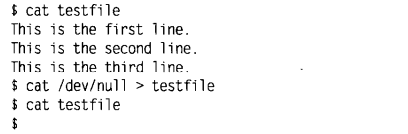 $ cat testfile
This is the first line.
This is the second line.
This is the third line.
$ cat /dev/null > testfile
$ cat testfile
$